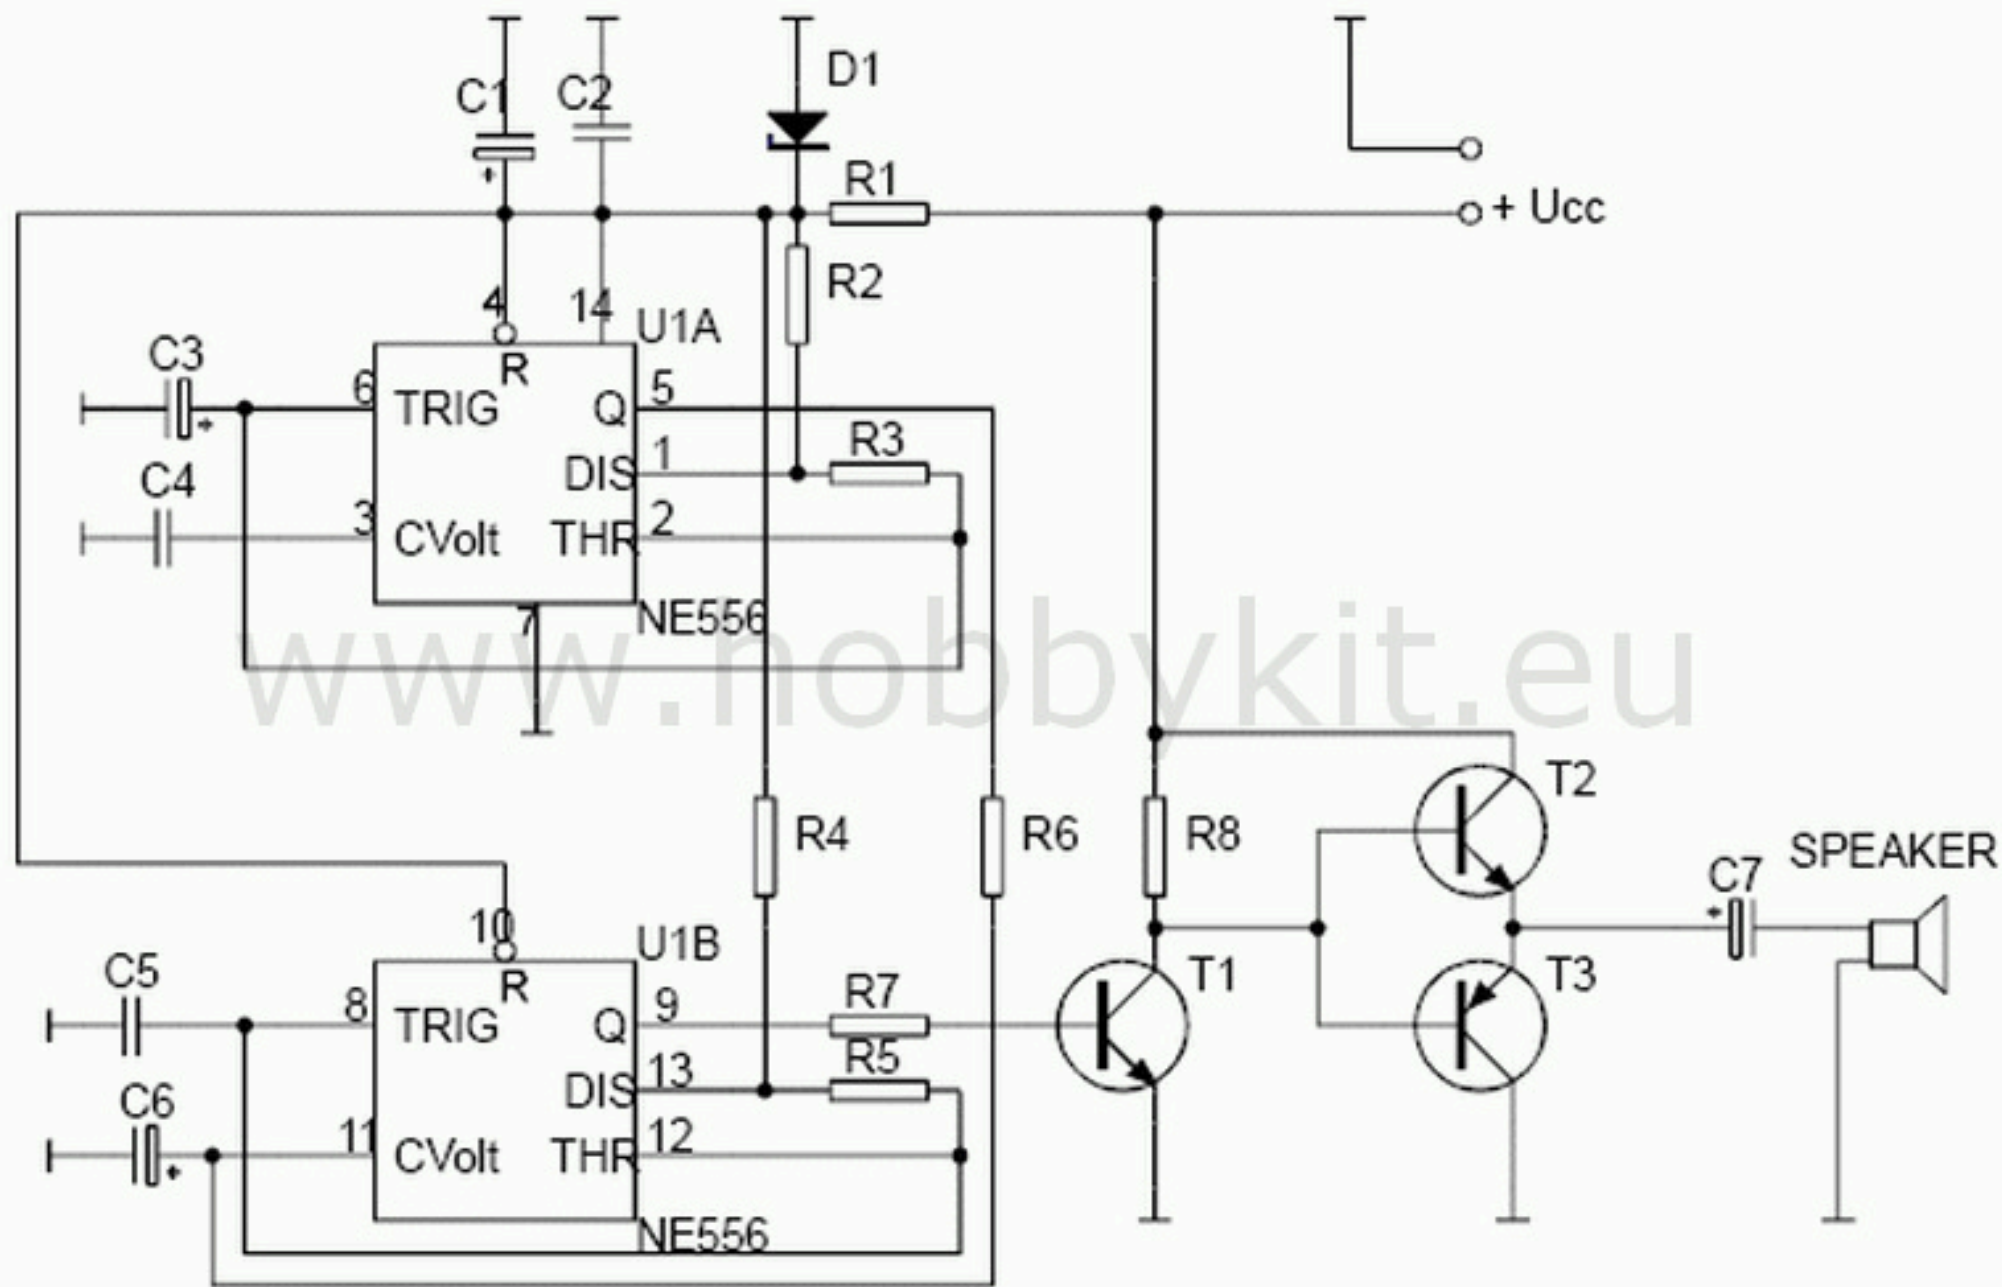 C1
C2
D1
R1
+ Ucc
R2
4
14
U1A
R
C3
6
TRIG
Q
5
DIS
1
R3
C4
3
CVolt
THR
2
7
NE556
www.hobbykit.eu
R4
R6
R8
T2
SPEAKER
C7
10
U1B
R
C5
8
TRIG
Q
9
R7
T1
T3
DIS
13
R5
C6
11
CVolt
THR
12
NE556